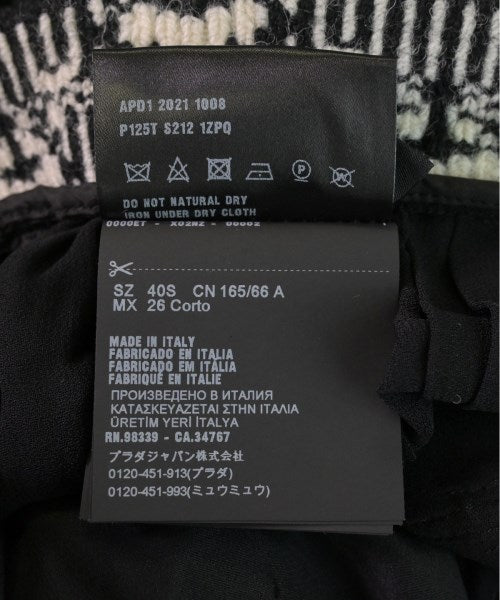 APD1 2021 1008
P125T S212 1ZPQ
DO NOT NATURAL DRY
IRON UNDER DRY CLOTH
SZ 40S CN 165/66 A
MX 26 Corto
MADE IN ITALY
FABRICADO EN ITALIA
FABRICADO EM ITALIA
FABRIQUÉ EN ITALIE
ПРОИЗВЕДЕНО В ИТАЛИЯ
ΚΑΤΑΣΚΕΥΑΖΕΤΑΙ ΣΤΗΝ ΙΤΑΛΙΑ
ÜRETİM YERİ İTALYA
RN.98339 - CA.34767
プラダジャパン株式会社
0120-451-913(プラダ)
0120-451-993(ミュウミュウ)